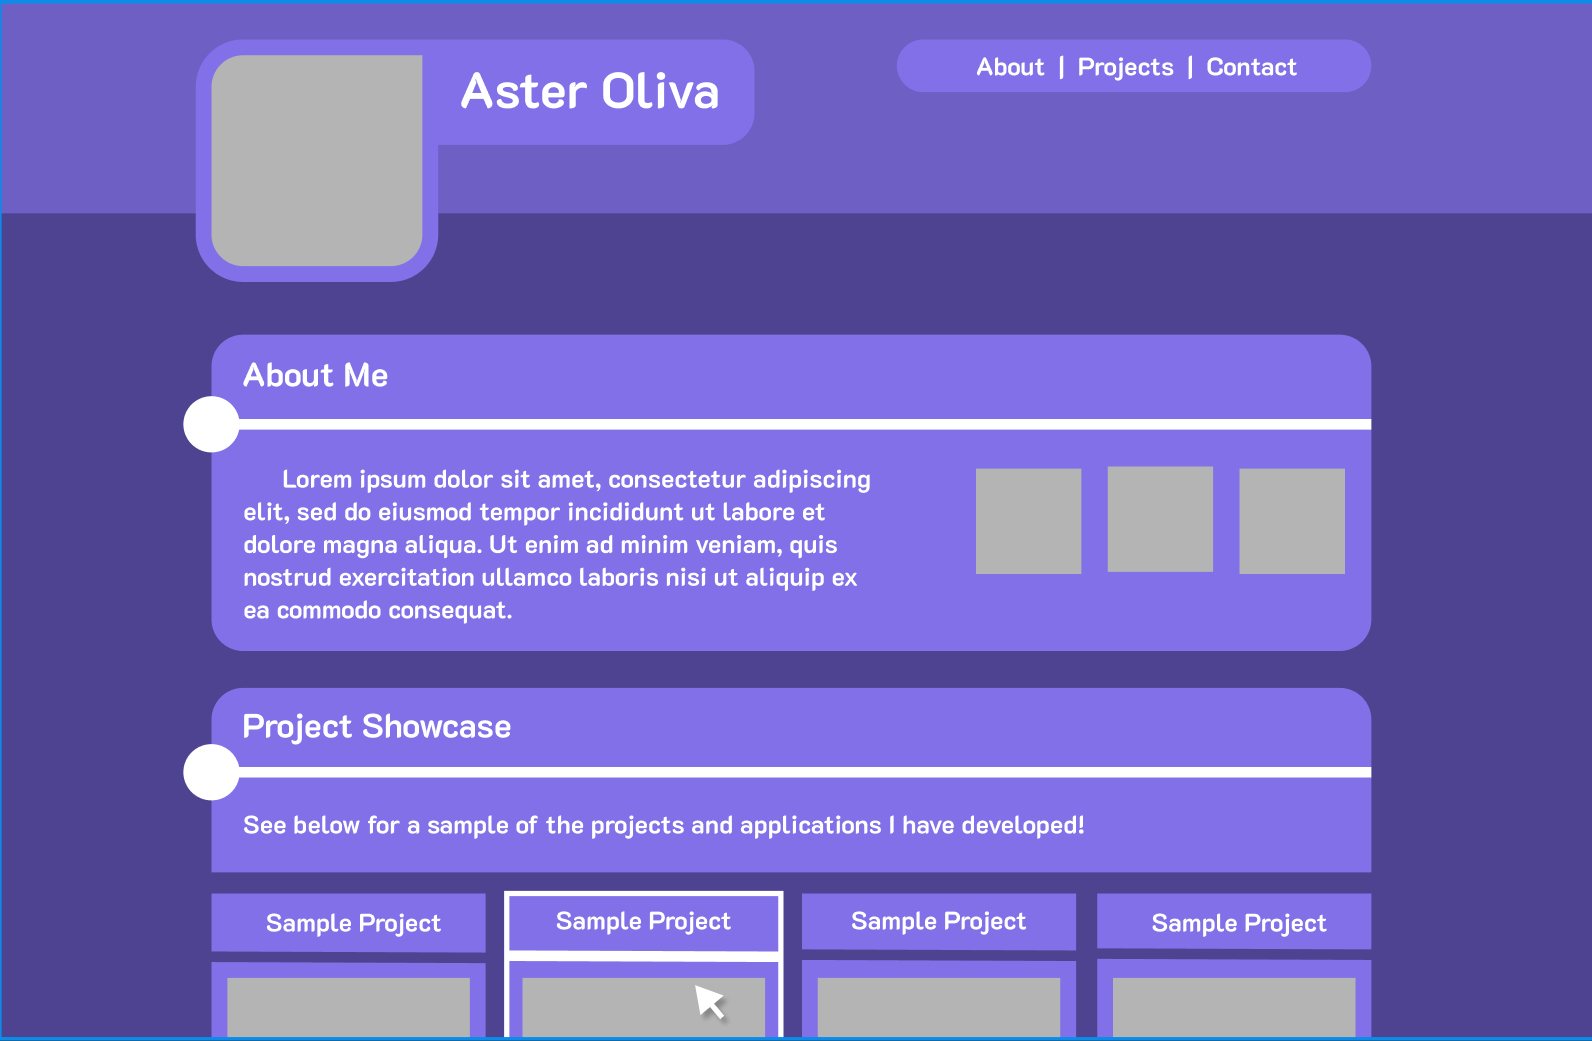 Aster Oliva
About | Projects | Contact
About Me
Lorem ipsum dolor sit amet, consectetur adipiscing
elit, sed do eiusmod tempor incididunt ut labore et
dolore magna aliqua. Ut enim ad minim veniam, quis
nostrud exercitation ullamco laboris nisi ut aliquip ex
ea commodo consequat.
Project Showcase
See below for a sample of the projects and applications I have developed!
Sample Project
Sample Project
Sample Project
Sample Project